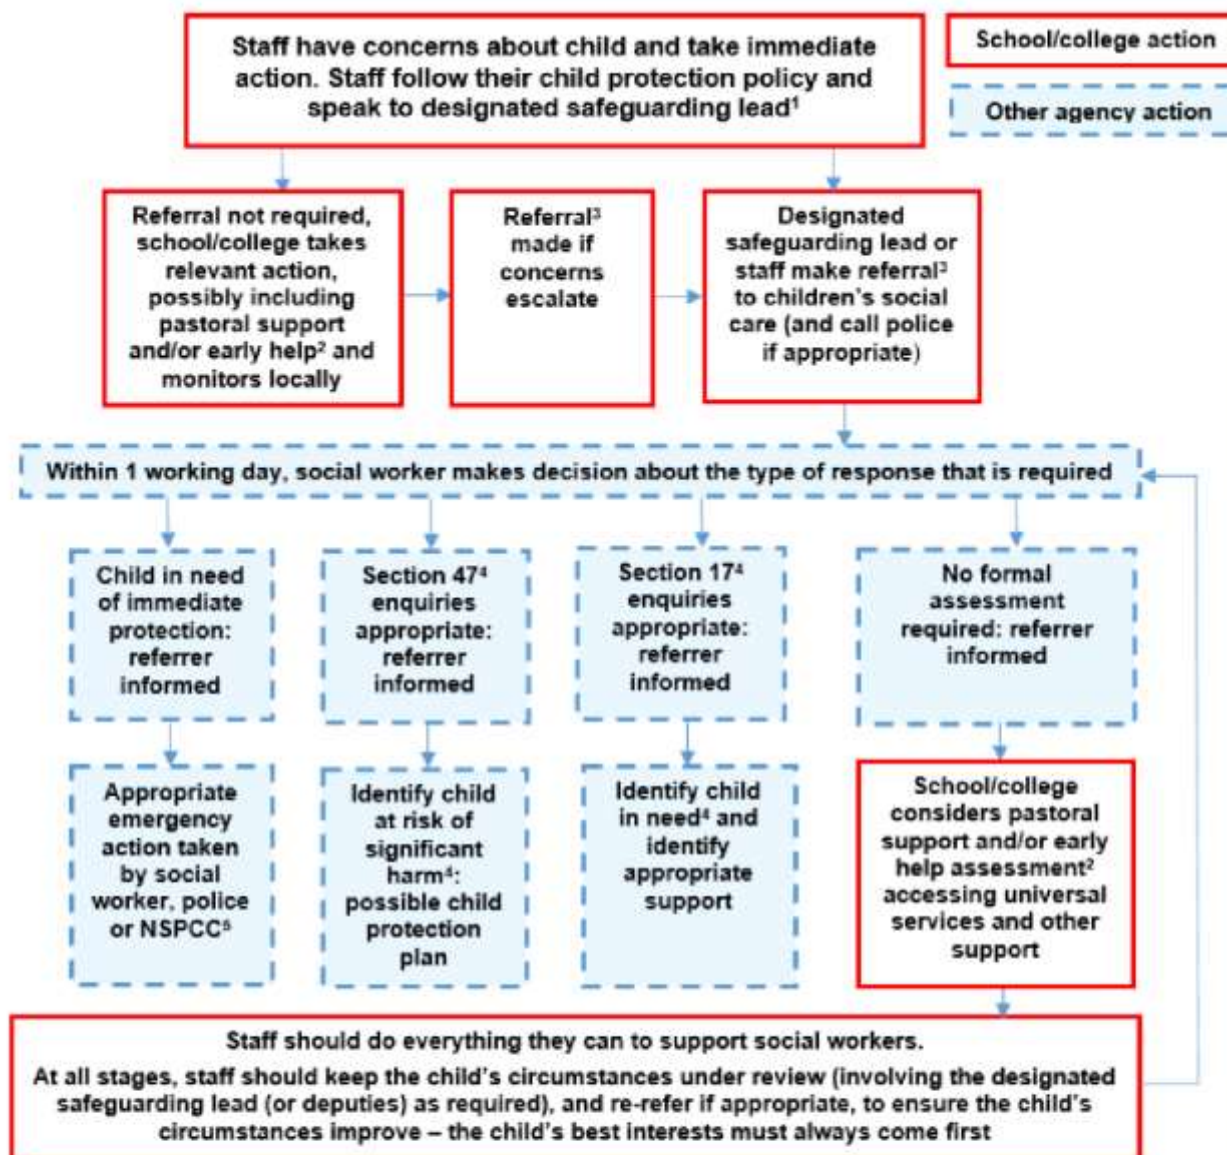 Staff have concerns about child and take immediate
action. Staff follow their child protection policy and
speak to designated safeguarding lead¹
School/college action
Other agency action
Referral not required,
school/college takes
relevant action,
possibly including
pastoral support
and/or early help² and
monitors locally
Referral³
made if
concerns
escalate
Designated
safeguarding lead or
staff make referral³
to children’s social
care (and call police
if appropriate)
Within 1 working day, social worker makes decision about the type of response that is required
Child in need
of immediate
protection:
referrer
informed
Section 47⁴
enquiries
appropriate:
referrer
informed
Section 17⁴
enquiries
appropriate:
referrer
informed
No formal
assessment
required: referrer
informed
Appropriate
emergency
action taken
by social
worker, police
or NSPCC⁵
Identify child
at risk of
significant
harm⁴:
possible child
protection
plan
Identify child
in need⁴ and
identify
appropriate
support
School/college
considers pastoral
support and/or early
help assessment²
accessing universal
services and other
support
Staff should do everything they can to support social workers.
At all stages, staff should keep the child’s circumstances under review (involving the designated
safeguarding lead (or deputies) as required), and re-refer if appropriate, to ensure the child’s
circumstances improve – the child’s best interests must always come first